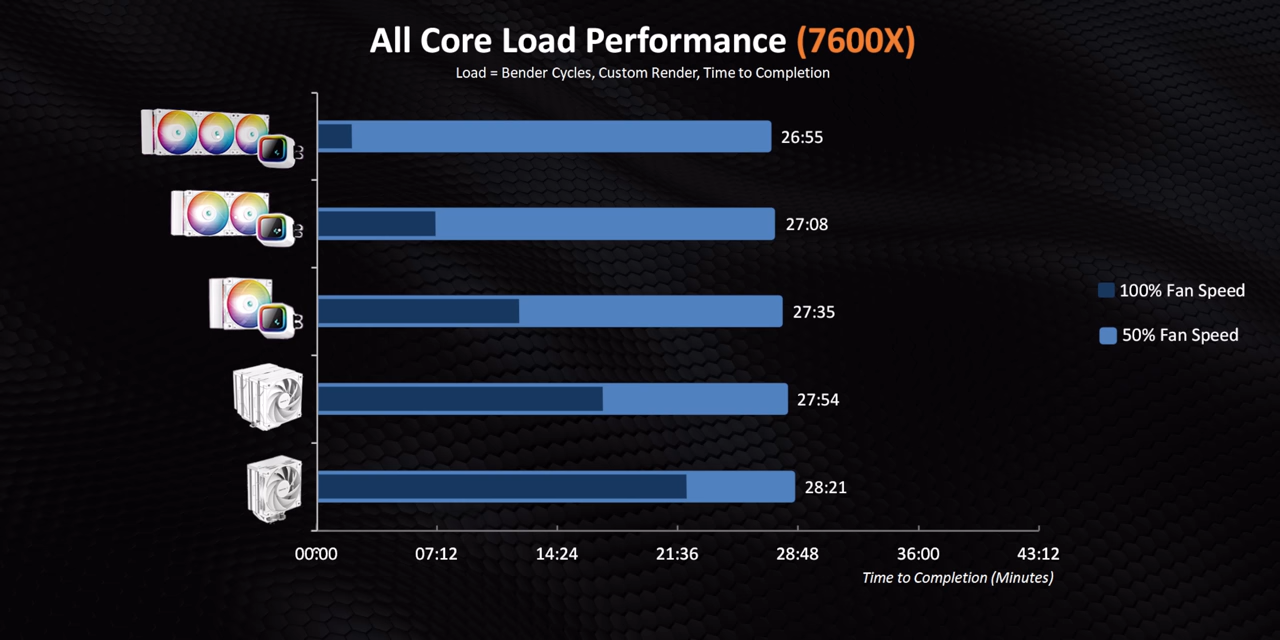 All Core Load Performance (7600X)
Load = Bender Cycles, Custom Render, Time to Completion
26:55
27:08
27:35
27:54
28:21
100% Fan Speed
50% Fan Speed
00:00 07:12 14:24 21:36 28:48 36:00 43:12
Time to Completion (Minutes)